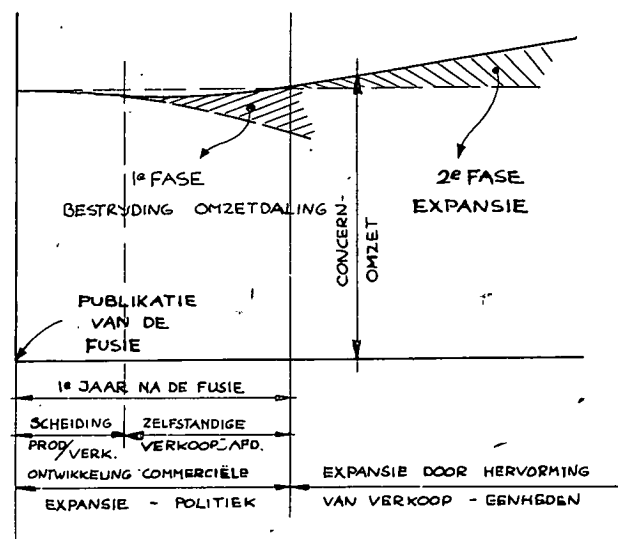 1e FASE
BESTRYDING OMZETDALING
2e FASE
EXPANSIE
CONCERN-
OMZET
PUBLIKATIE
VAN DE
FUSIE
1e JAAR NA DE FUSIE
SCHEIDING
PROD/VERK.
ZELFSTANDIGE
VERKOOP-AFD.
ONTWIKKELING COMMERCIËLE
EXPANSIE - POLITIEK
EXPANSIE DOOR HERVORMING
VAN VERKOOP - EENHEDEN